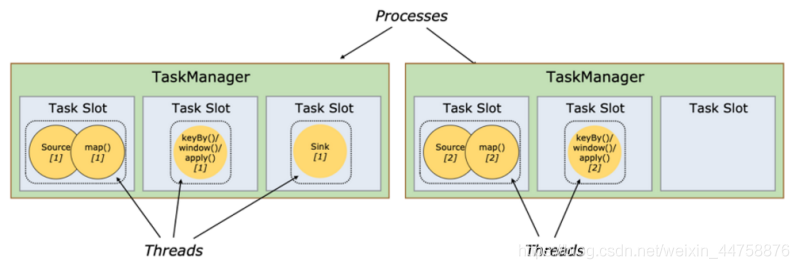 Processes
TaskManager
Task Slot
Source
[1]
map()
[1]
Task Slot
keyBy()/
window()/
apply()
[1]
Task Slot
Sink
[1]
TaskManager
Task Slot
Source
[2]
map()
[2]
Task Slot
keyBy()/
window()/
apply()
[2]
Task Slot
Threads
Threads
csdn.net/weixin_44758876